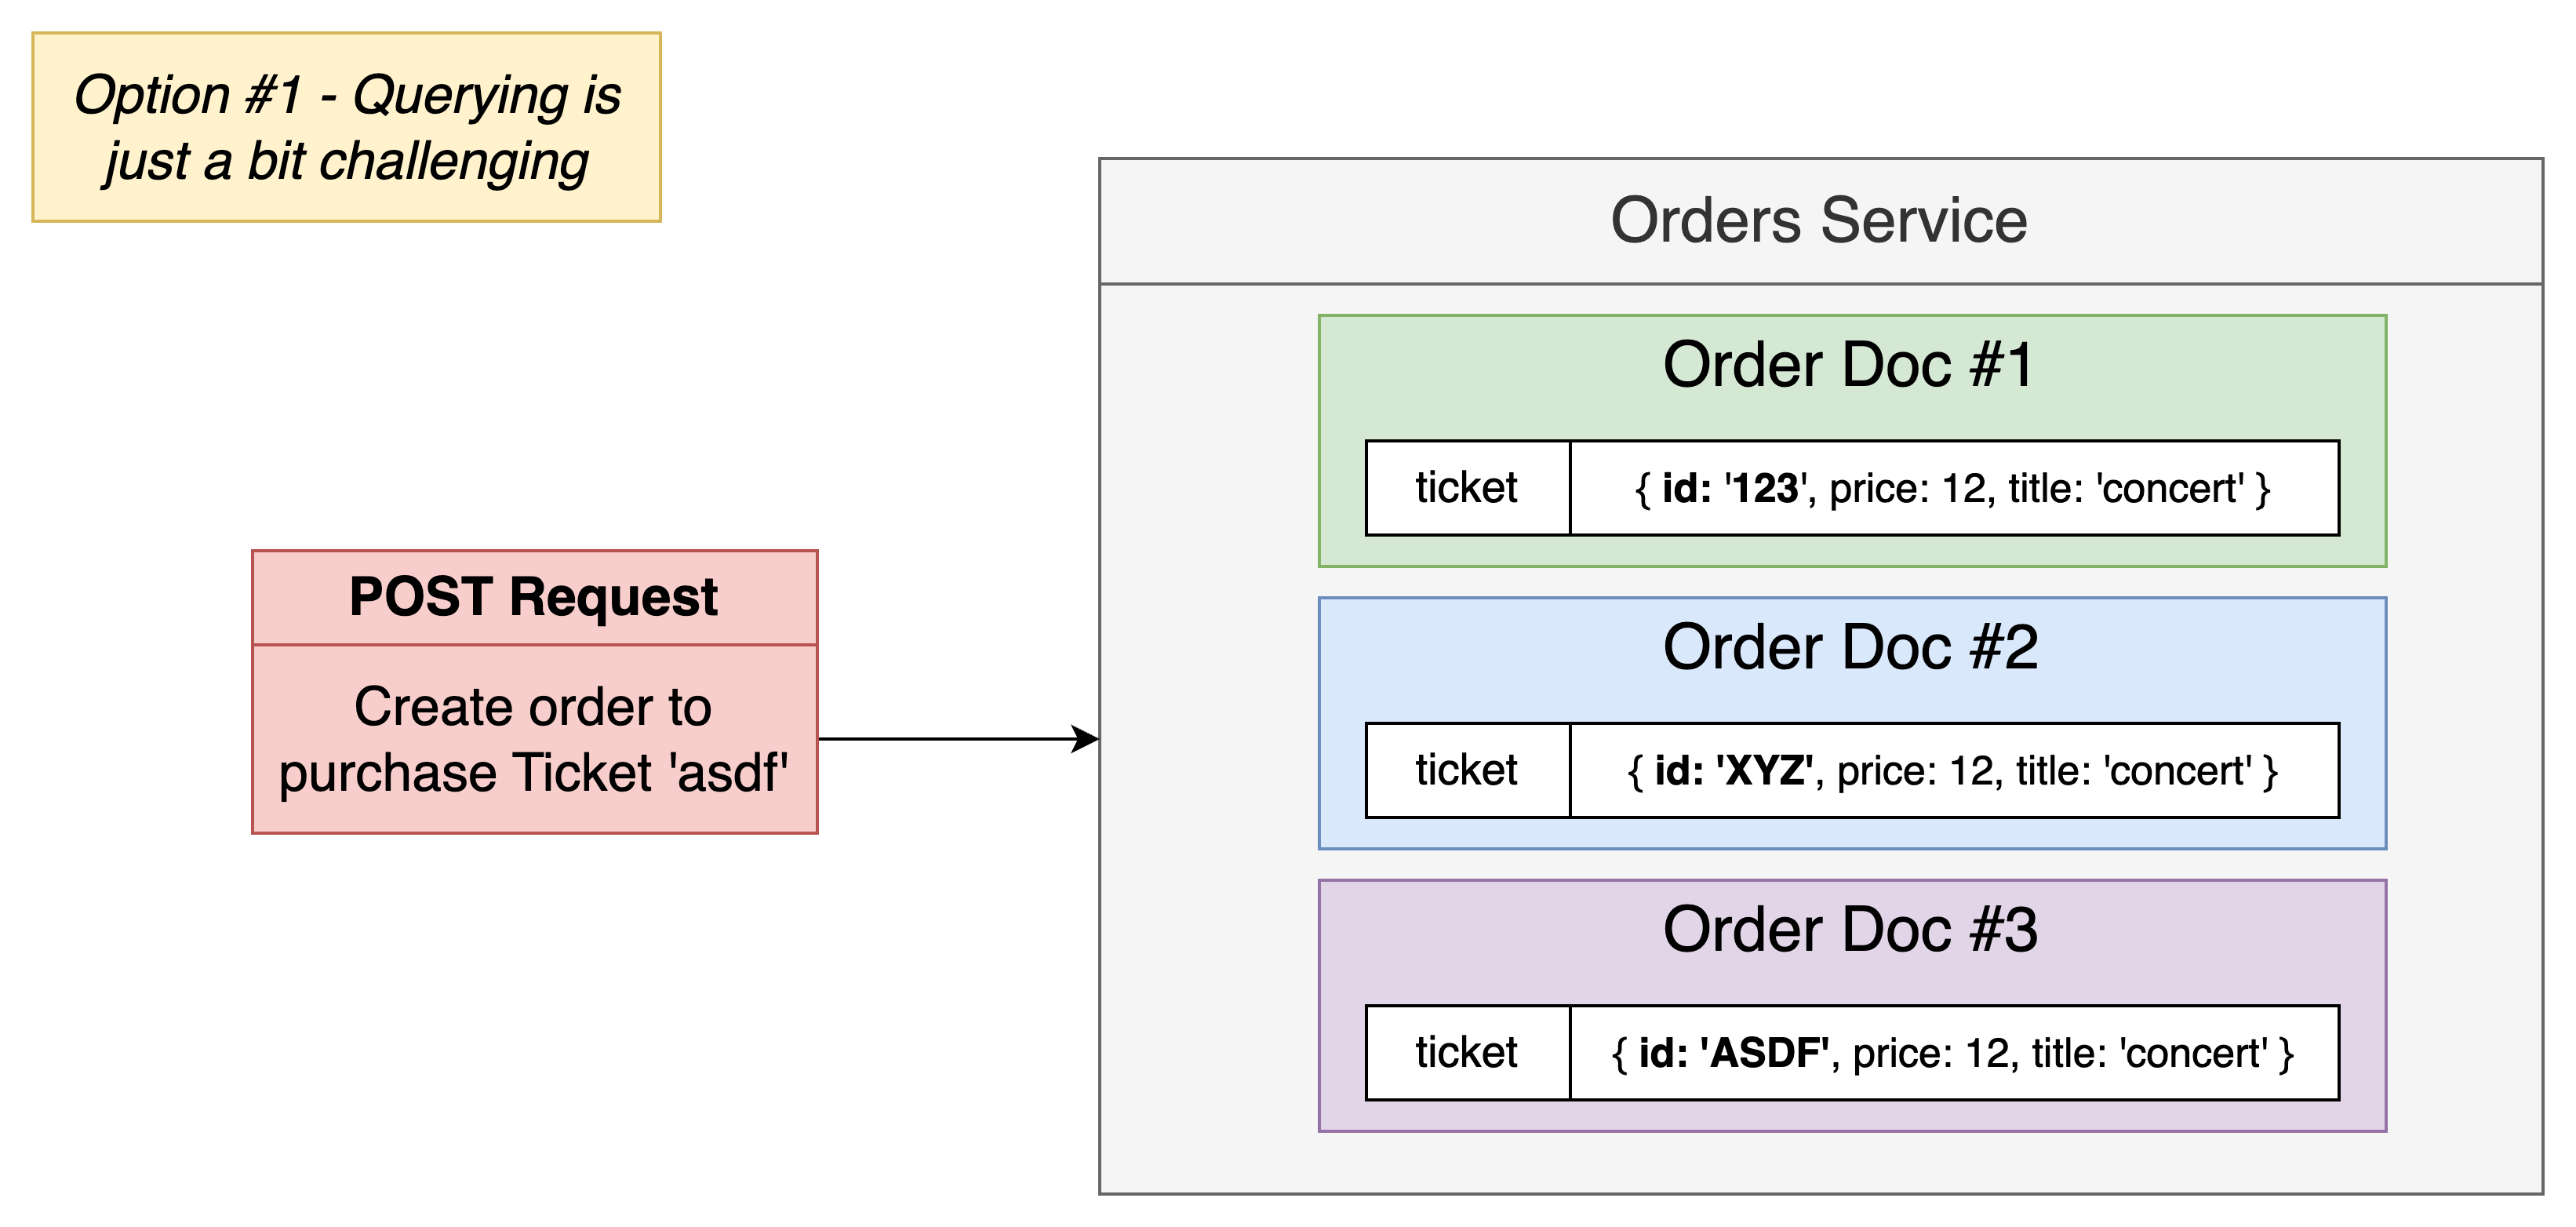 Option #1 - Querying is
just a bit challenging
Orders Service
Order Doc #1
ticket
{ id: '123', price: 12, title: 'concert' }
POST Request
Create order to
purchase Ticket 'asdf'
Order Doc #2
ticket
{ id: 'XYZ', price: 12, title: 'concert' }
Order Doc #3
ticket
{ id: 'ASDF', price: 12, title: 'concert' }